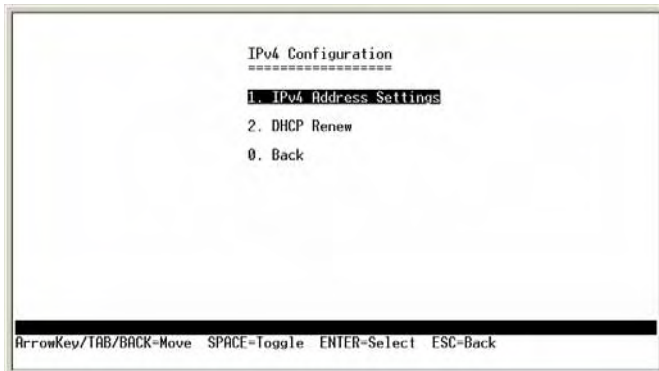 IPv4 Configuration
==================
1. IPv4 Address Settings
2. DHCP Renew
0. Back
ArrowKey/TAB/BACK=Move SPACE=Toggle ENTER=Select ESC=Back